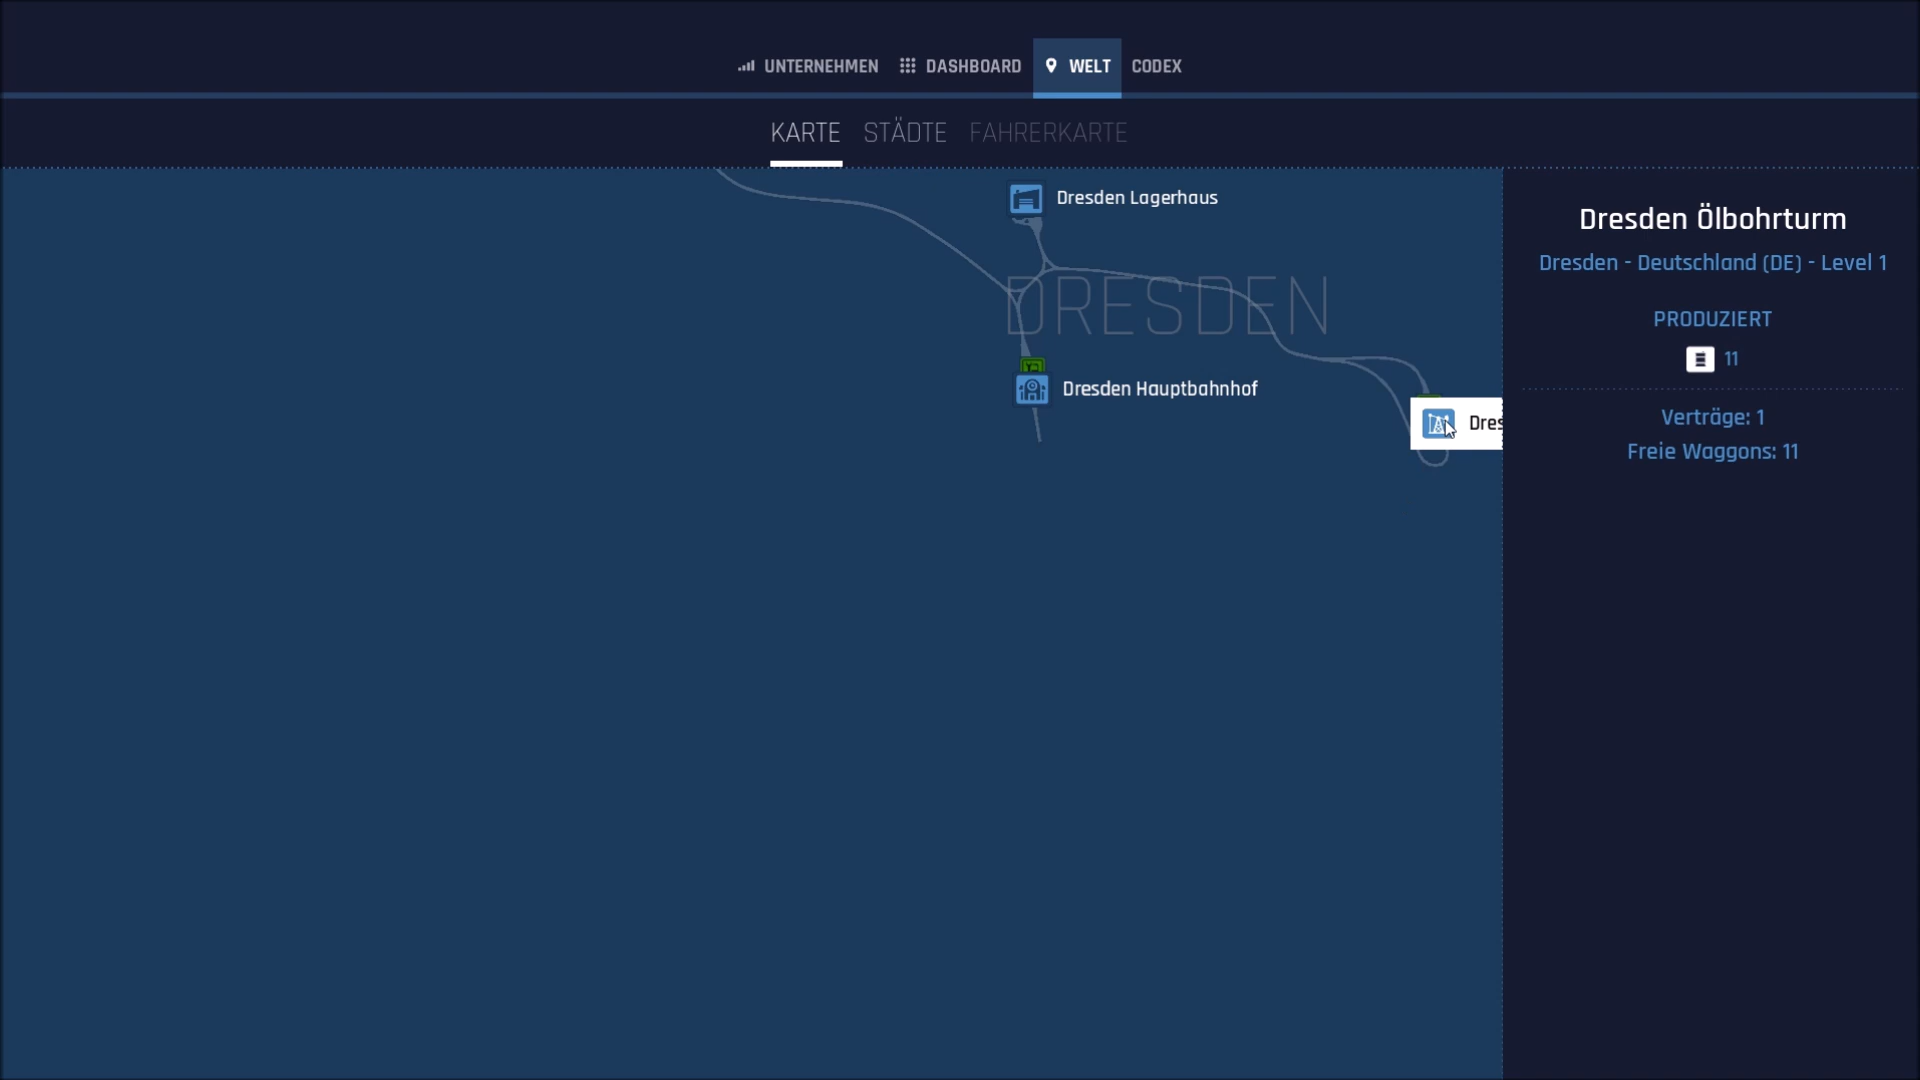 UNTERNEHMEN DASHBOARD WELT CODEX
KARTE STÄDTE FAHRERKARTE
Dresden Lagerhaus
DRESDEN
Dresden Hauptbahnhof
Dres
Dresden Ölbohrturm
Dresden - Deutschland (DE) - Level 1
PRODUZIERT
11
Verträge: 1
Freie Waggons: 11